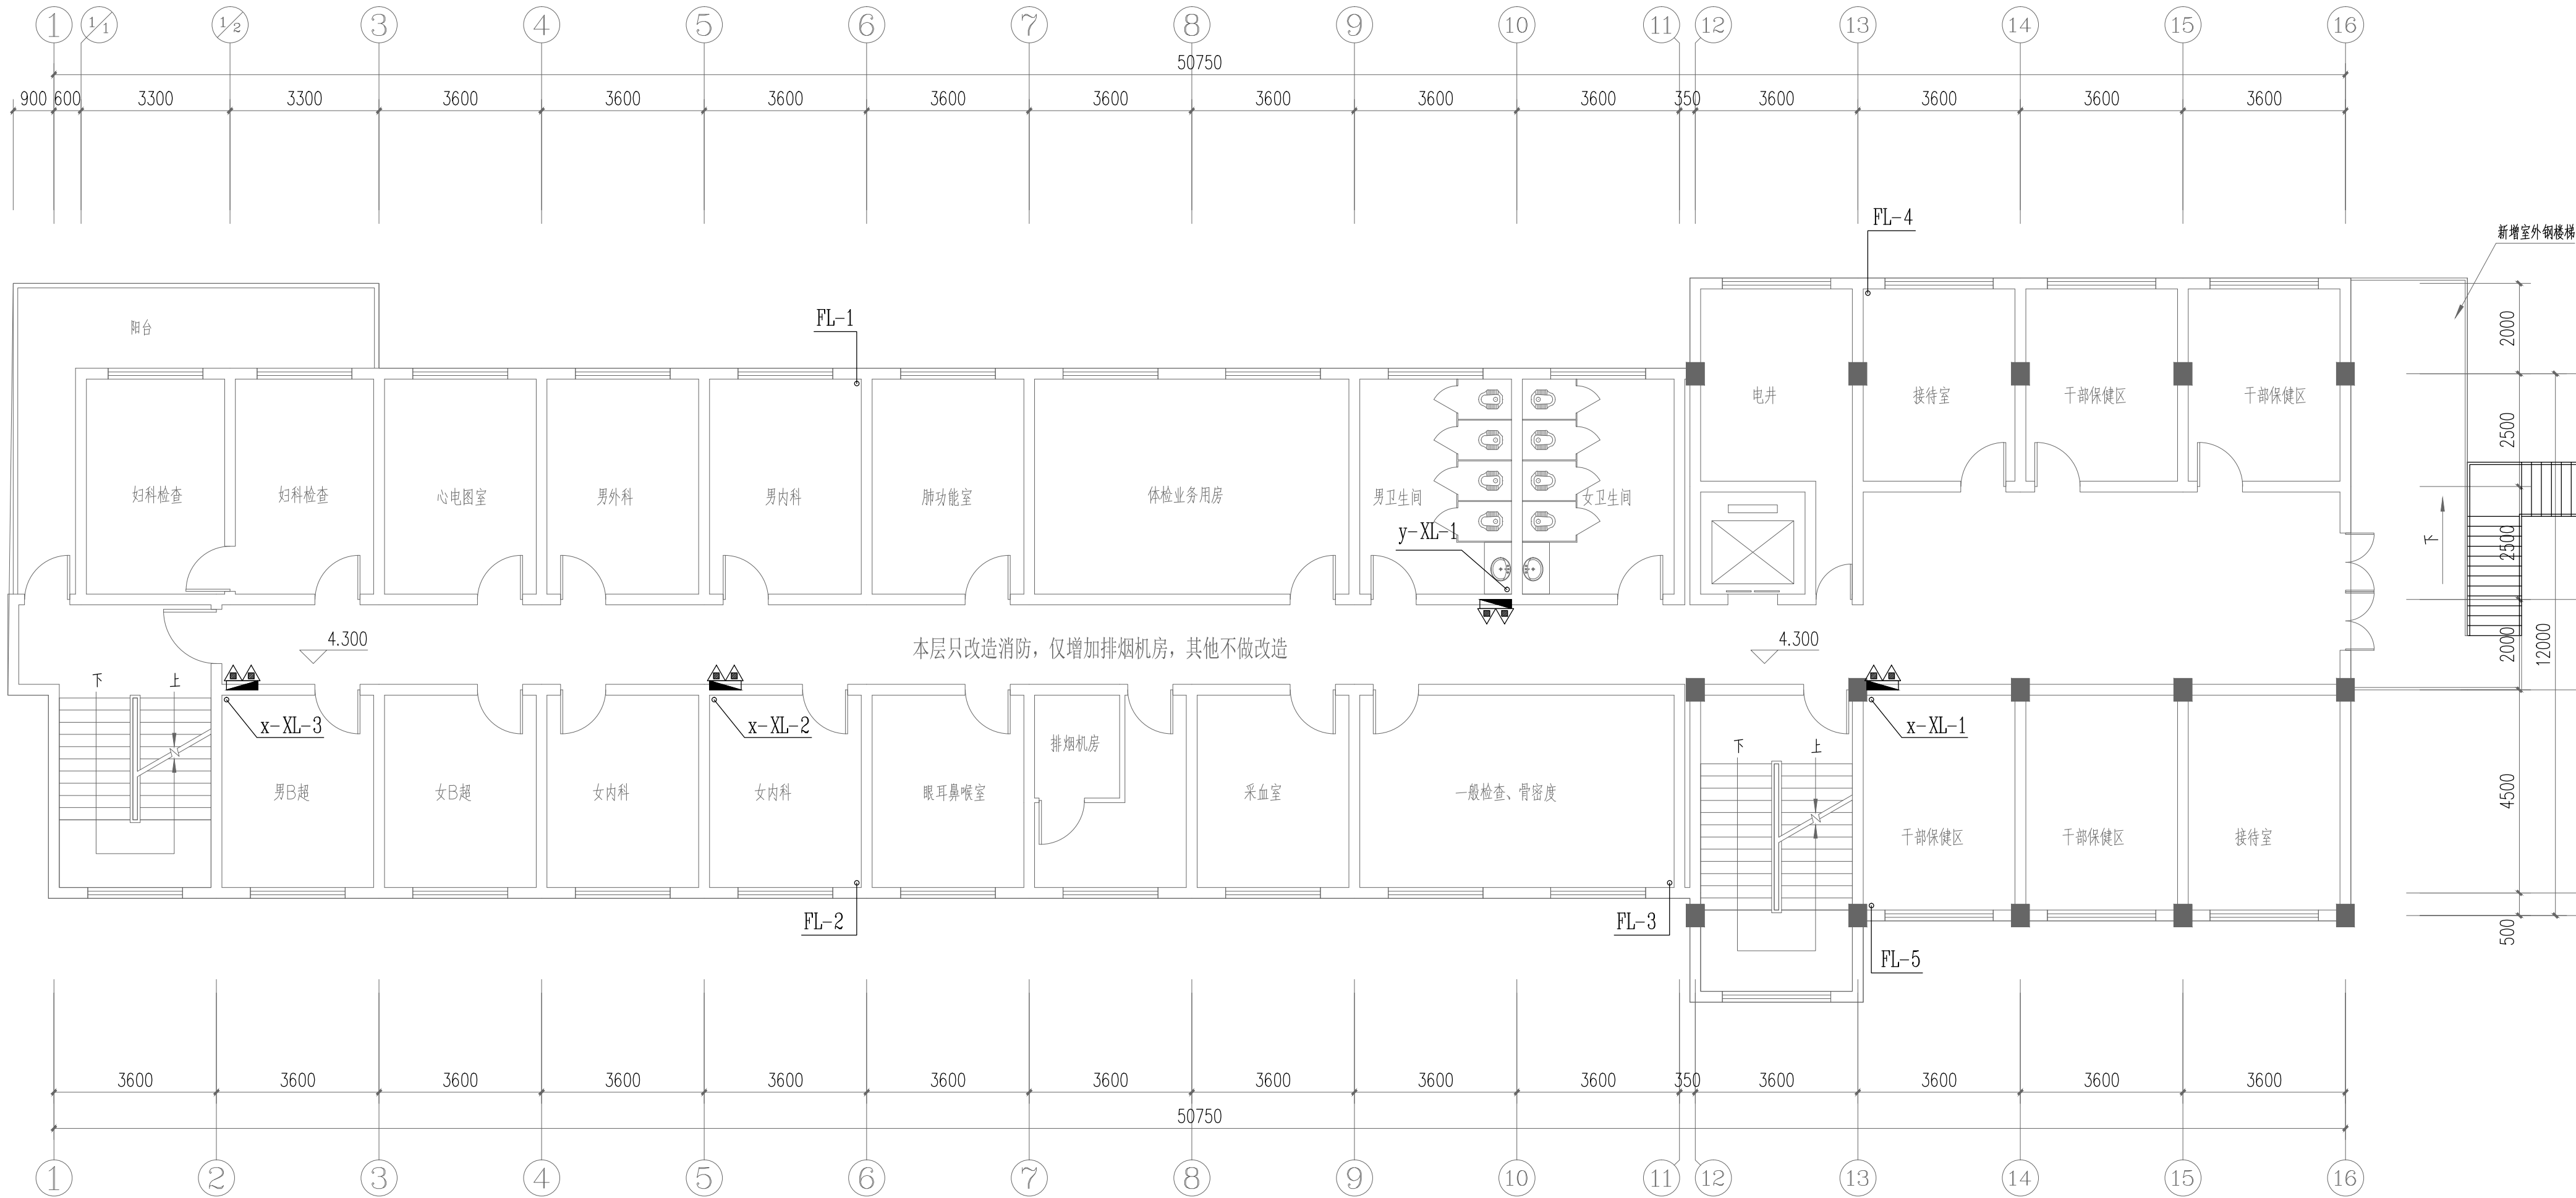 1 1/1 1/2 3 4 5 6 7 8 9 10 11 12 13 14 15 16
50750
900 600 3300 3300 3600 3600 3600 3600 3600 3600 3600 3600 350 3600 3600 3600 3600
FL-4
新增室外钢楼梯
阳台
FL-1
2000
电井 接待室 干部保健区 干部保健区
2500
妇科检查 妇科检查 心电图室 男外科 男内科 肺功能室 体检业务用房 男卫生间 女卫生间
y-XL-1
下
2500
4.300
本层只改造消防，仅增加排烟机房，其他不做改造
4.300
2000
12000
下 上
x-XL-3 x-XL-2 x-XL-1
排烟机房
下 上
男B超 女B超 女内科 女内科 眼耳鼻喉室 采血室 一般检查、骨密度
4500
干部保健区 干部保健区 接待室
FL-2 FL-3
500
FL-5
3600 3600 3600 3600 3600 3600 3600 3600 3600 3600 350 3600 3600 3600 3600
50750
1 2 3 4 5 6 7 8 9 10 11 12 13 14 15 16